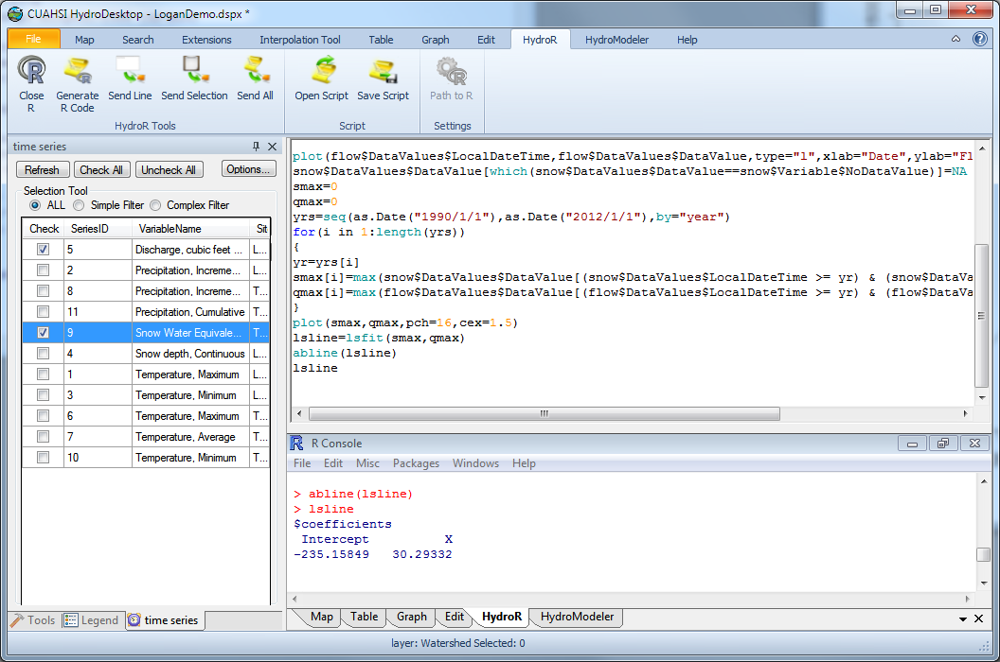 CUAHSI HydroDesktop - LoganDemo.dspx *
File Map Search Extensions Interpolation Tool Table Graph Edit HydroR HydroModeler Help
Close R
Generate R Code
Send Line
Send Selection
Send All
Open Script
Save Script
Path to R
HydroR Tools
Script
Settings
time series
Refresh Check All Uncheck All Options...
Selection Tool
ALL Simple Filter Complex Filter
Check SeriesID VariableName Sit
5 Discharge, cubic feet ... L...
2 Precipitation, Increme... L...
8 Precipitation, Increme... T...
11 Precipitation, Cumulative T...
9 Snow Water Equivale... T...
4 Snow depth, Continuous L...
1 Temperature, Maximum L...
3 Temperature, Minimum L...
6 Temperature, Maximum T...
7 Temperature, Average T...
10 Temperature, Minimum T...
Tools Legend time series
plot(flow$DataValues$LocalDateTime,flow$DataValues$DataValue,type="l",xlab="Date",ylab="Fl
snow$DataValues$DataValue[which(snow$DataValues$DataValue==snow$Variable$NoDataValue)]=NA
smax=0
qmax=0
yrs=seq(as.Date("1990/1/1"),as.Date("2012/1/1"),by="year")
for(i in 1:length(yrs))
{
yr=yrs[i]
smax[i]=max(snow$DataValues$DataValue[(snow$DataValues$LocalDateTime >= yr) & (snow$DataVa
qmax[i]=max(flow$DataValues$DataValue[(flow$DataValues$LocalDateTime >= yr) & (flow$DataVa
}
plot(smax,qmax,pch=16,cex=1.5)
lsline=lsfit(smax,qmax)
abline(lsline)
lsline
R Console
File Edit Misc Packages Windows Help
> abline(lsline)
> lsline
$coefficients
Intercept X
-235.15849 30.29332
Map Table Graph Edit HydroR HydroModeler
layer: Watershed Selected: 0